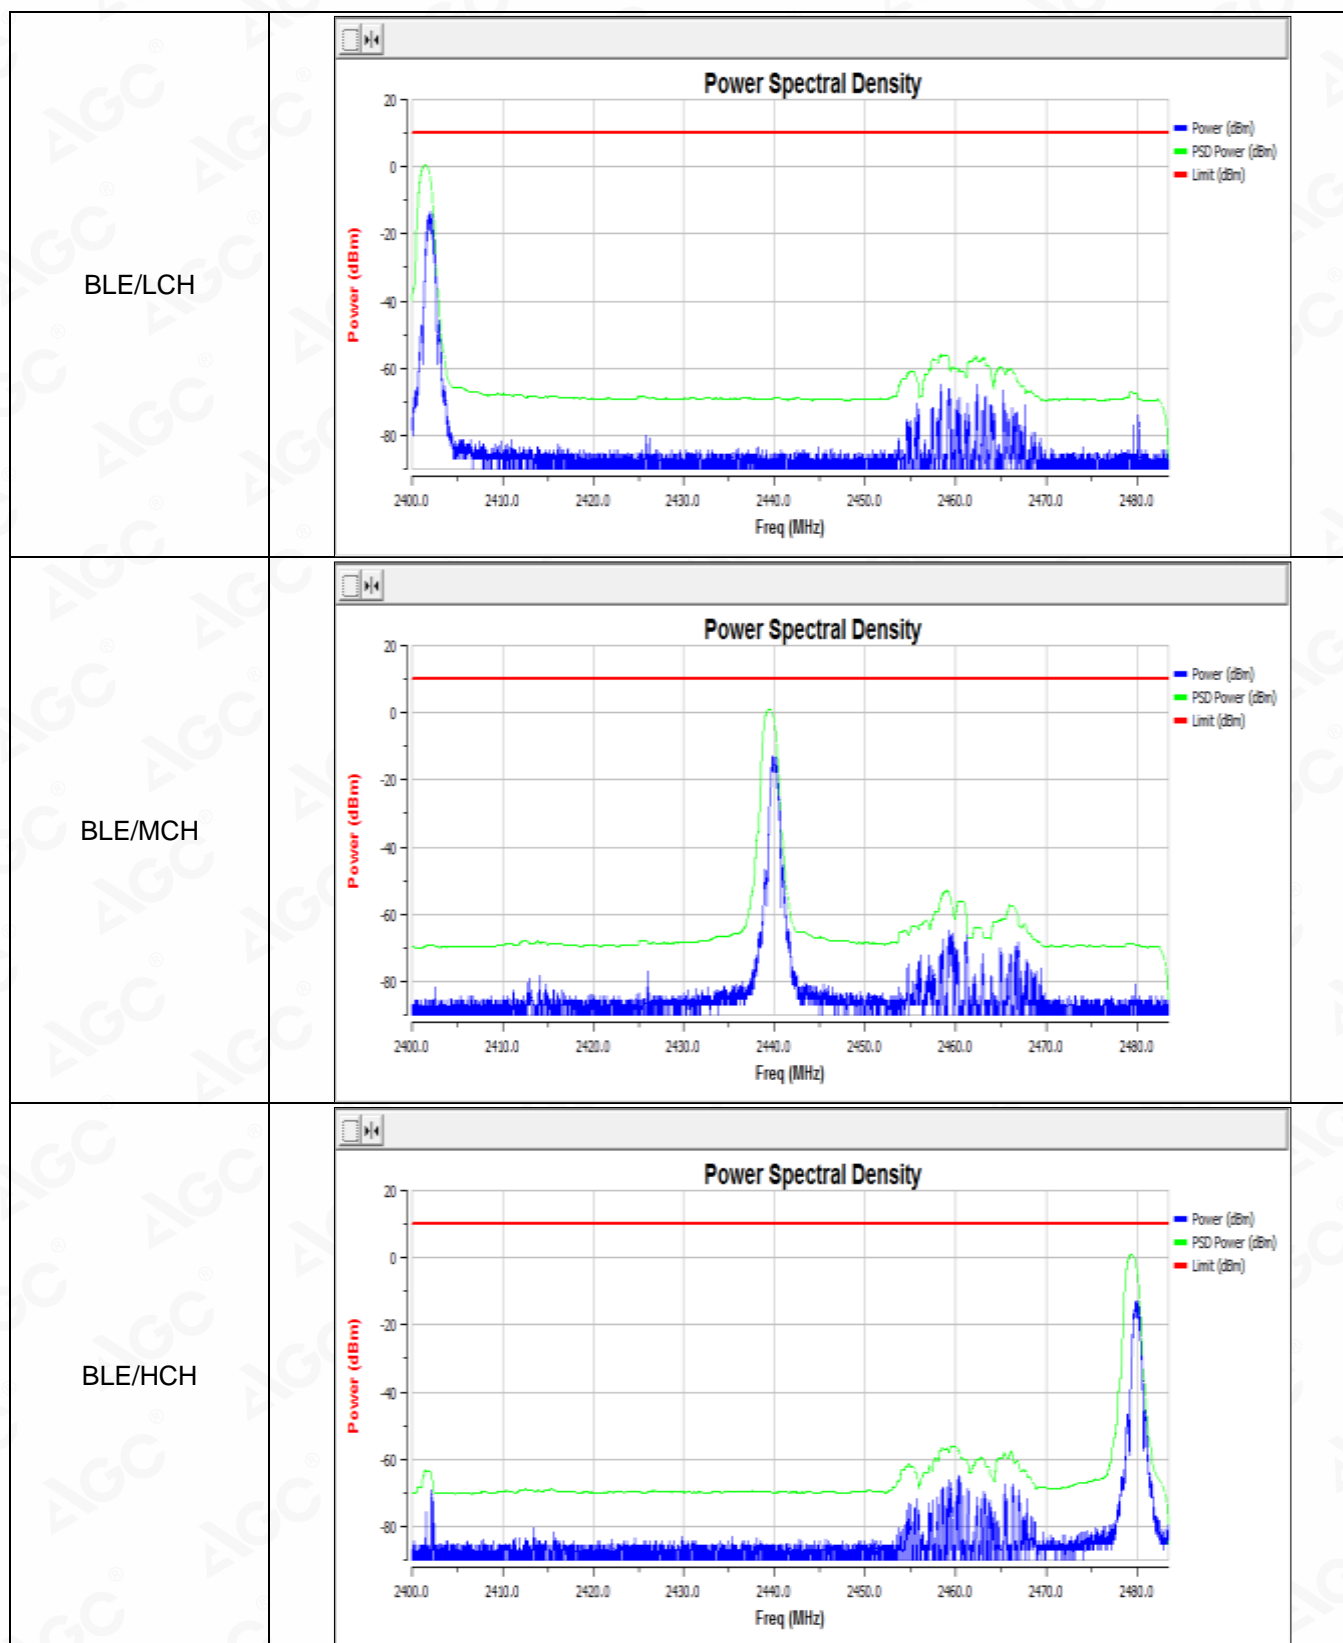 BLE/LCH
Power Spectral Density
20
0
-20
-40
-60
-80
Power (dBm)
Power (dBm)
PSD Power (dBm)
Limit (dBm)
2400.0 2410.0 2420.0 2430.0 2440.0 2450.0 2460.0 2470.0 2480.0
Freq (MHz)
BLE/MCH
Power Spectral Density
20
0
-20
-40
-60
-80
Power (dBm)
Power (dBm)
PSD Power (dBm)
Limit (dBm)
2400.0 2410.0 2420.0 2430.0 2440.0 2450.0 2460.0 2470.0 2480.0
Freq (MHz)
BLE/HCH
Power Spectral Density
20
0
-20
-40
-60
-80
Power (dBm)
Power (dBm)
PSD Power (dBm)
Limit (dBm)
2400.0 2410.0 2420.0 2430.0 2440.0 2450.0 2460.0 2470.0 2480.0
Freq (MHz)
AGC®